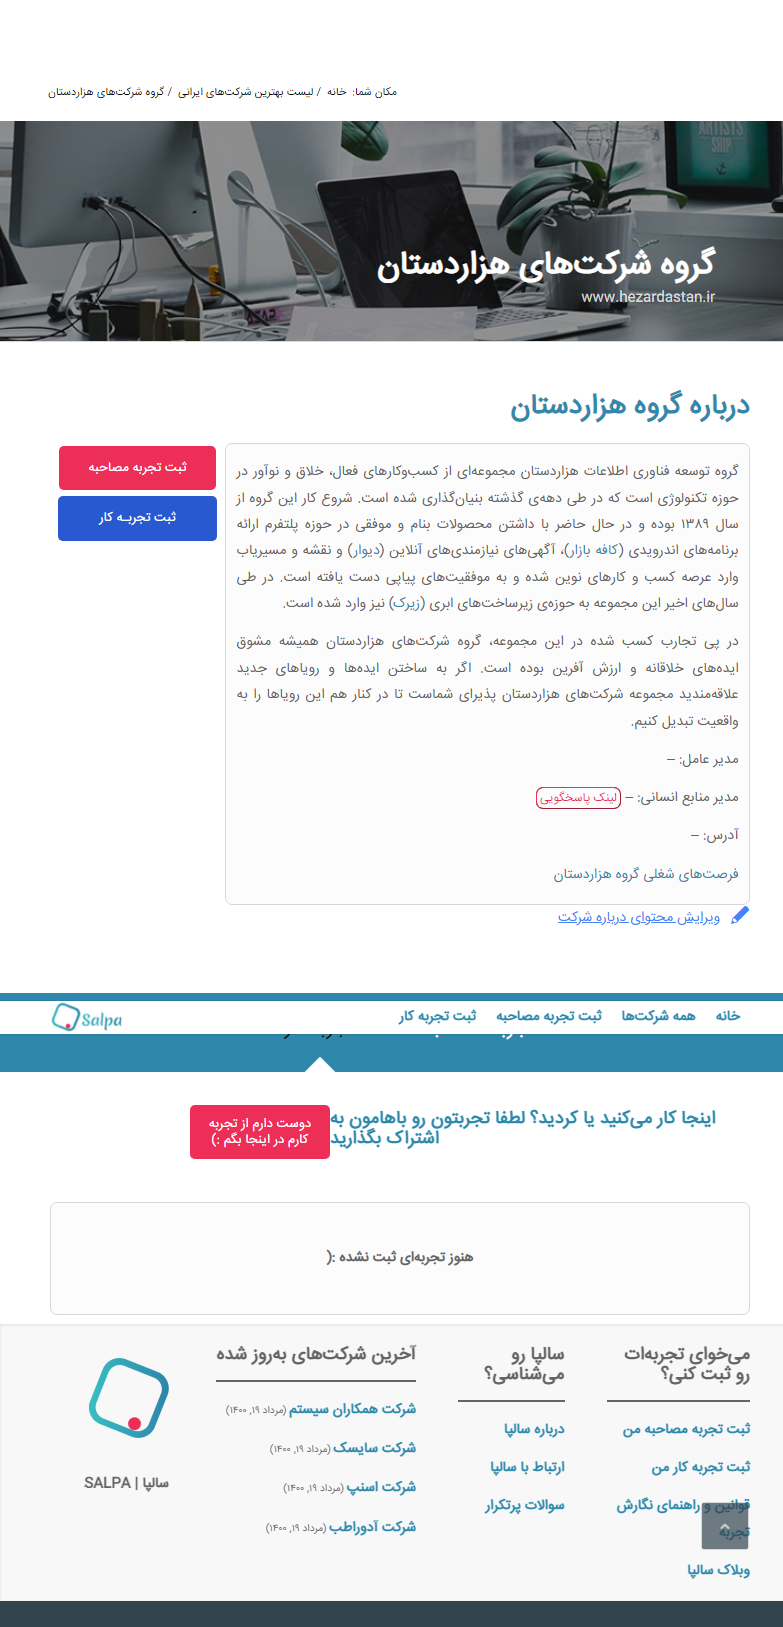 مکان شما: خانه / لیست بهترین شرکت‌های ایرانی / گروه شرکت‌های هزاردستان
ARTISTS
SHIP
گروه شرکت‌های هزاردستان
www.hezardastan.ir
درباره گروه هزاردستان
ثبت تجربه مصاحبه
ثبت تجربـه کار
گروه توسعه فناوری اطلاعات هزاردستان مجموعه‌ای از کسب‌وکارهای فعال، خلاق و نوآور در
حوزه تکنولوژی است که در طی دهه‌ی گذشته بنیان‌گذاری شده است. شروع کار این گروه از
سال ۱۳۸۹ بوده و در حال حاضر با داشتن محصولات بنام و موفقی در حوزه پلتفرم ارائه
برنامه‌های اندرویدی (کافه بازار)، آگهی‌های نیازمندی‌های آنلاین (دیوار) و نقشه و مسیریاب
وارد عرصه کسب و کارهای نوین شده و به موفقیت‌های پیاپی دست یافته است. در طی
سال‌های اخیر این مجموعه به حوزه‌ی زیرساخت‌های ابری (زیرک) نیز وارد شده است.
در پی تجارب کسب شده در این مجموعه، گروه شرکت‌های هزاردستان همیشه مشوق
ایده‌های خلاقانه و ارزش آفرین بوده است. اگر به ساختن ایده‌ها و رویاهای جدید
علاقه‌مندید مجموعه شرکت‌های هزاردستان پذیرای شماست تا در کنار هم این رویاها را به
واقعیت تبدیل کنیم.
مدیر عامل: –
مدیر منابع انسانی: – لینک پاسخگویی
آدرس: –
فرصت‌های شغلی گروه هزاردستان
ویرایش محتوای درباره شرکت
خانه همه شرکت‌ها ثبت تجربه مصاحبه ثبت تجربه کار Salpa
اینجا کار می‌کنید یا کردید؟ لطفا تجربتون رو باهامون به
اشتراک بگذارید
دوست دارم از تجربه
کارم در اینجا بگم :)
هنوز تجربه‌ای ثبت نشده :(
می‌خوای تجربه‌ات
رو ثبت کنی؟
ثبت تجربه مصاحبه من
ثبت تجربه کار من
قوانین و راهنمای نگارش
تجربه
وبلاک سالپا
سالپا رو
می‌شناسی؟
درباره سالپا
ارتباط با سالپا
سوالات پرتکرار
آخرین شرکت‌های به‌روز شده
شرکت همکاران سیستم (مرداد ۱۹, ۱۴۰۰)
شرکت سایسک (مرداد ۱۹, ۱۴۰۰)
شرکت اسنپ (مرداد ۱۹, ۱۴۰۰)
شرکت آدوراطب (مرداد ۱۹, ۱۴۰۰)
سالپا | SALPA